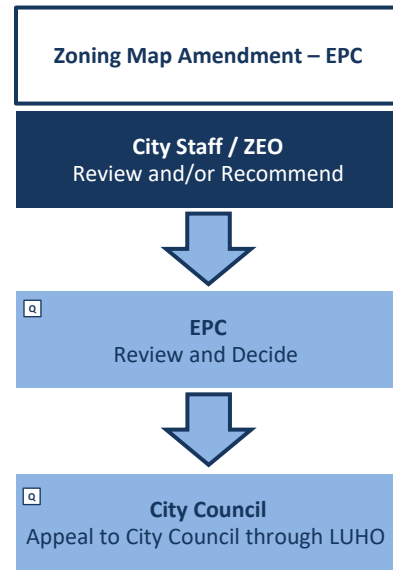 Zoning Map Amendment – EPC
City Staff / ZEO
Review and/or Recommend
Q
EPC
Review and Decide
Q
City Council
Appeal to City Council through LUHO